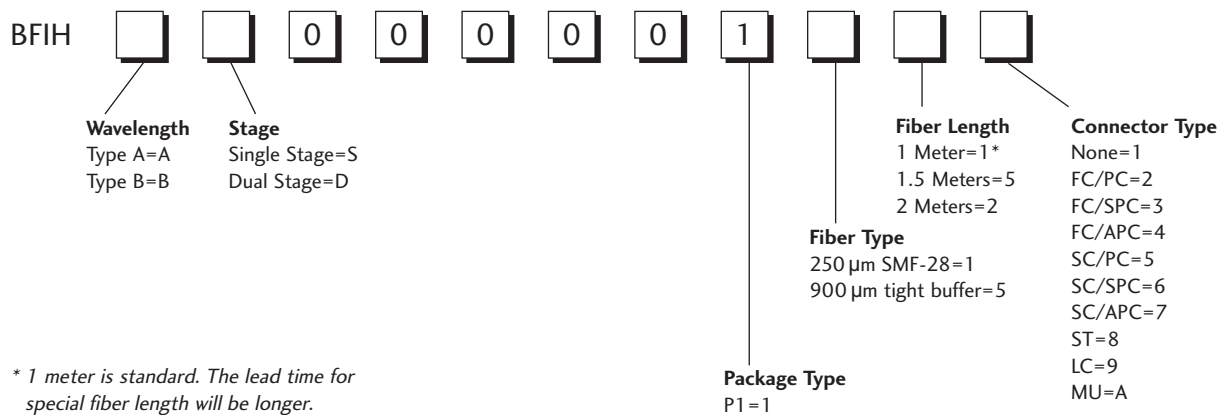 BFIH 0 0 0 0 0 1
Wavelength
Type A=A
Type B=B
Stage
Single Stage=S
Dual Stage=D
Fiber Length
1 Meter=1*
1.5 Meters=5
2 Meters=2
Connector Type
None=1
FC/PC=2
FC/SPC=3
FC/APC=4
SC/PC=5
SC/SPC=6
SC/APC=7
ST=8
LC=9
MU=A
Fiber Type
250 μm SMF-28=1
900 μm tight buffer=5
Package Type
P1=1
* 1 meter is standard. The lead time for
special fiber length will be longer.